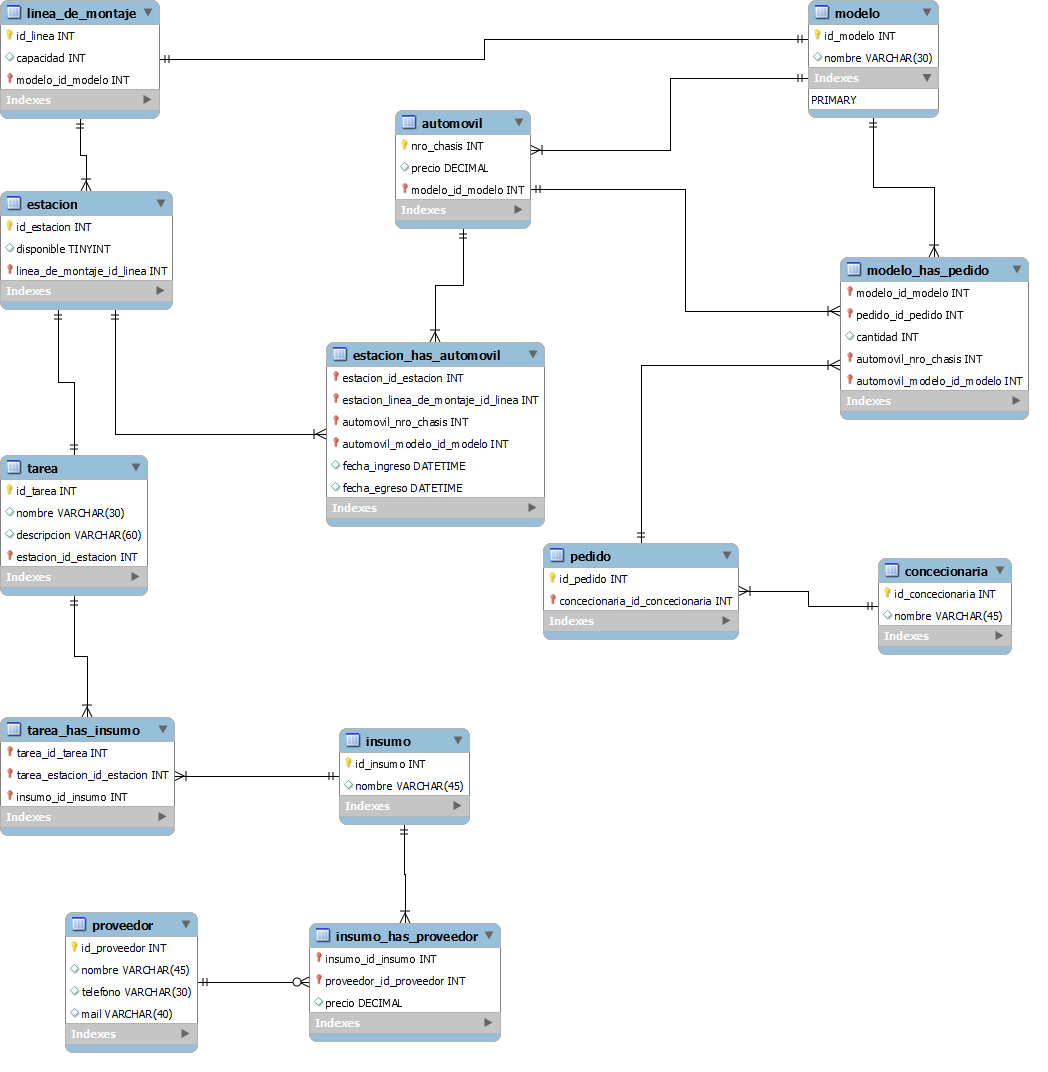 linea_de_montaje
id_linea INT
capacidad INT
modelo_id_modelo INT
Indexes
modelo
id_modelo INT
nombre VARCHAR(30)
Indexes
PRIMARY
automovil
nro_chasis INT
precio DECIMAL
modelo_id_modelo INT
Indexes
estacion
id_estacion INT
disponible TINYINT
linea_de_montaje_id_linea INT
Indexes
modelo_has_pedido
modelo_id_modelo INT
pedido_id_pedido INT
cantidad INT
automovil_nro_chasis INT
automovil_modelo_id_modelo INT
Indexes
estacion_has_automovil
estacion_id_estacion INT
estacion_linea_de_montaje_id_linea INT
automovil_nro_chasis INT
automovil_modelo_id_modelo INT
fecha_ingreso DATETIME
fecha_egreso DATETIME
Indexes
tarea
id_tarea INT
nombre VARCHAR(30)
descripcion VARCHAR(60)
estacion_id_estacion INT
Indexes
pedido
id_pedido INT
concecionaria_id_concecionaria INT
Indexes
concecionaria
id_concecionaria INT
nombre VARCHAR(45)
Indexes
tarea_has_insumo
tarea_id_tarea INT
tarea_estacion_id_estacion INT
insumo_id_insumo INT
Indexes
insumo
id_insumo INT
nombre VARCHAR(45)
Indexes
proveedor
id_proveedor INT
nombre VARCHAR(45)
telefono VARCHAR(30)
mail VARCHAR(40)
Indexes
insumo_has_proveedor
insumo_id_insumo INT
proveedor_id_proveedor INT
precio DECIMAL
Indexes